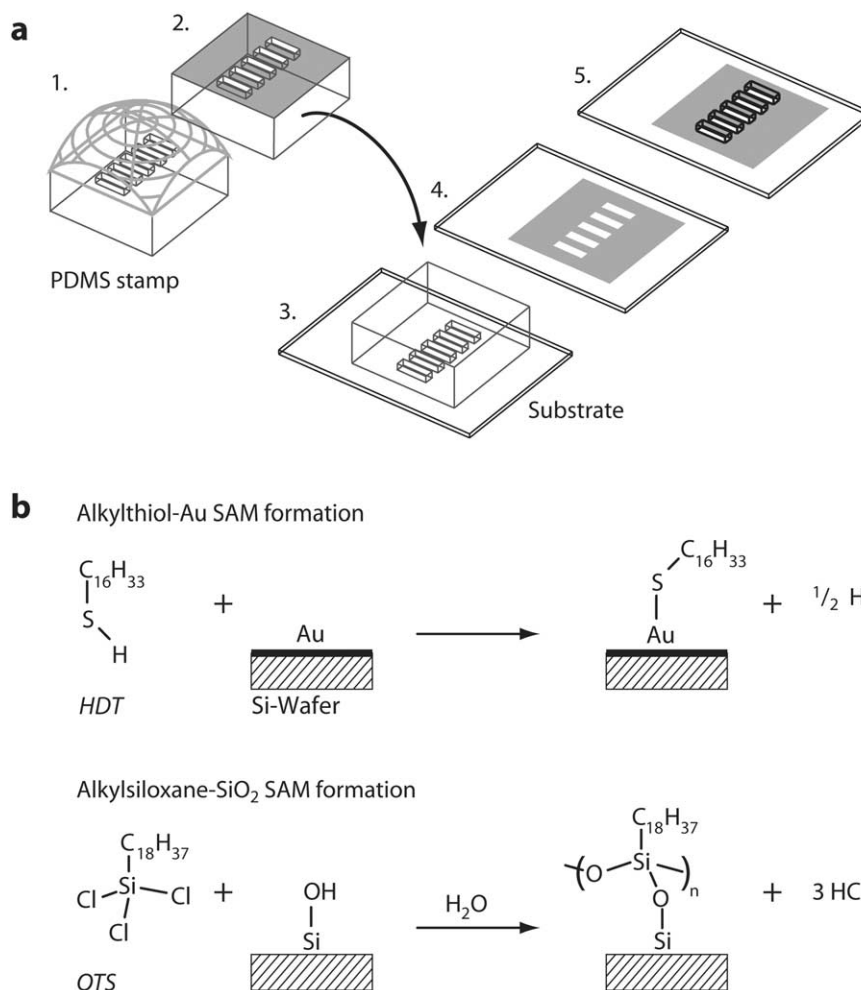 a
1.
2.
5.
4.
PDMS stamp
3.
Substrate
b
Alkylthiol-Au SAM formation
C₁₆H₃₃
S
H
HDT
+
Au
Si-Wafer
S
C₁₆H₃₃
Au
+
¹/₂ H
Alkylsiloxane-SiO₂ SAM formation
C₁₈H₃₇
Si
Cl
Cl
Cl
OTS
+
OH
Si
H₂O
C₁₈H₃₇
( O Si )n
O
Si
+
3 HC